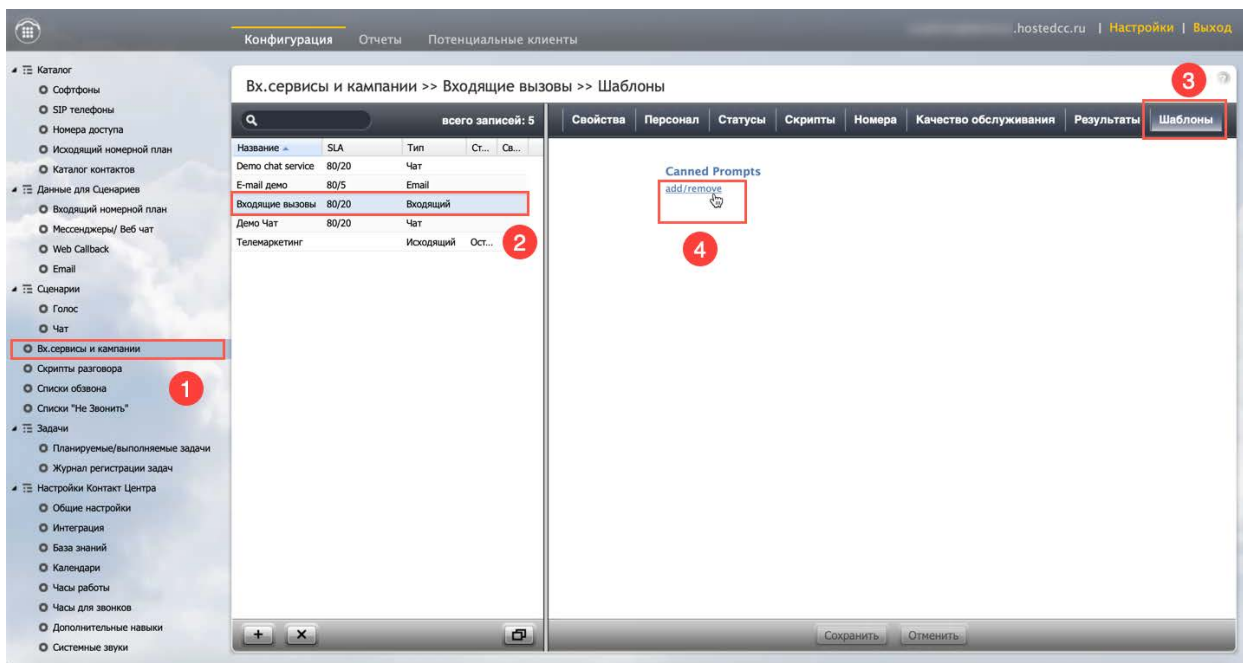 .hostedcc.ru | Настройки | Выход
Конфигурация Отчеты Потенциальные клиенты
Каталог
Софтфоны
SIP телефоны
Номера доступа
Исходящий номерной план
Каталог контактов
Данные для Сценариев
Входящий номерной план
Мессенджеры/ Веб чат
Web Callback
Email
Сценарии
Голос
Чат
Вх.сервисы и кампании
Скрипты разговора
Списки обзвона
Списки "Не Звонить"
1
Задачи
Планируемые/выполняемые задачи
Журнал регистрации задач
Настройки Контакт Центра
Общие настройки
Интеграция
База знаний
Календари
Часы работы
Часы для звонков
Дополнительные навыки
Системные звуки
Вх.сервисы и кампании >> Входящие вызовы >> Шаблоны
3
?
всего записей: 5
Название SLA Тип Ст... Св...
Demo chat service 80/20 Чат
E-mail демо 80/5 Email
Входящие вызовы 80/20 Входящий
Демо Чат 80/20 Чат
Телемаркетинг Исходящий Ост...
2
Свойства | Персонал | Статусы | Скрипты | Номера | Качество обслуживания | Результаты | Шаблоны
Canned Prompts
add/remove
4
Сохранить Отменить